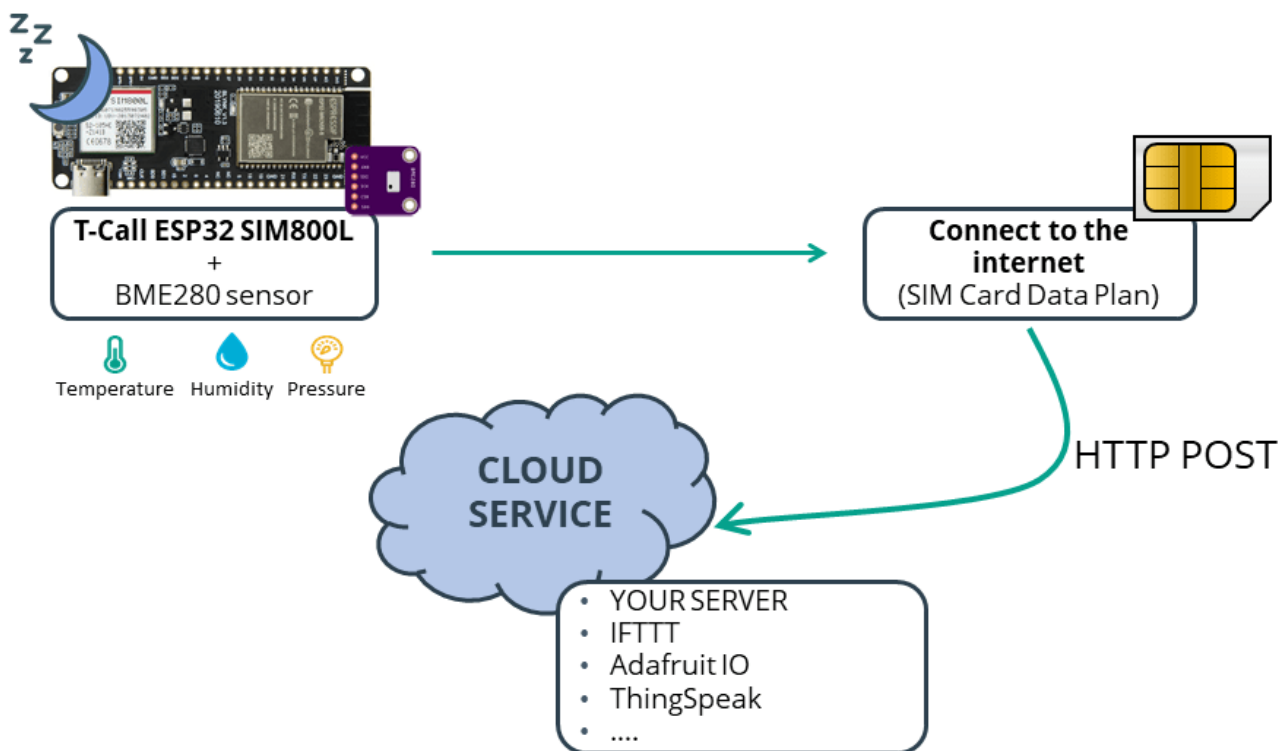 Z Z
z
SIM800L
T-Call ESP32 SIM800L
+
BME280 sensor
Temperature Humidity Pressure
Connect to the
internet
(SIM Card Data Plan)
HTTP POST
CLOUD
SERVICE
• YOUR SERVER
• IFTTT
• Adafruit IO
• ThingSpeak
• ....